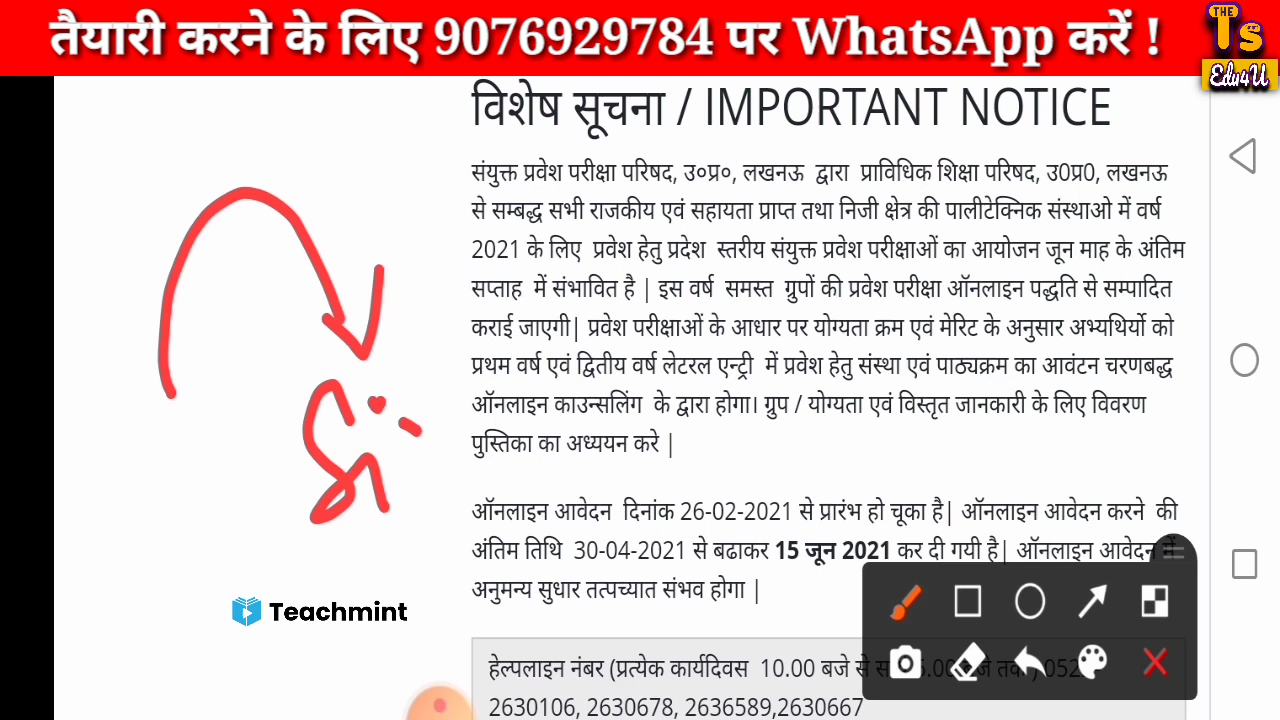 तैयारी करने के लिए 9076929784 पर WhatsApp करें !
THE
Ts
Edu4U
विशेष सूचना / IMPORTANT NOTICE
संयुक्त प्रवेश परीक्षा परिषद, उ०प्र०, लखनऊ द्वारा प्राविधिक शिक्षा परिषद, उ0प्र0, लखनऊ
से सम्बद्ध सभी राजकीय एवं सहायता प्राप्त तथा निजी क्षेत्र की पालीटेक्निक संस्थाओ में वर्ष
2021 के लिए प्रवेश हेतु प्रदेश स्तरीय संयुक्त प्रवेश परीक्षाओं का आयोजन जून माह के अंतिम
सप्ताह में संभावित है | इस वर्ष समस्त ग्रुपों की प्रवेश परीक्षा ऑनलाइन पद्धति से सम्पादित
कराई जाएगी| प्रवेश परीक्षाओं के आधार पर योग्यता क्रम एवं मेरिट के अनुसार अभ्यथिर्यो को
प्रथम वर्ष एवं द्वितीय वर्ष लेटरल एन्ट्री में प्रवेश हेतु संस्था एवं पाठ्यक्रम का आवंटन चरणबद्ध
ऑनलाइन काउन्सलिंग के द्वारा होगा। ग्रुप / योग्यता एवं विस्तृत जानकारी के लिए विवरण
पुस्तिका का अध्ययन करे |
ऑनलाइन आवेदन दिनांक 26-02-2021 से प्रारंभ हो चूका है| ऑनलाइन आवेदन करने की
अंतिम तिथि 30-04-2021 से बढाकर 15 जून 2021 कर दी गयी है| ऑनलाइन आवेदन में
अनुमन्य सुधार तत्पच्यात संभव होगा |
Teachmint
हेल्पलाइन नंबर (प्रत्येक कार्यदिवस 10.00 बजे से
2630106, 2630678, 2636589,2630667